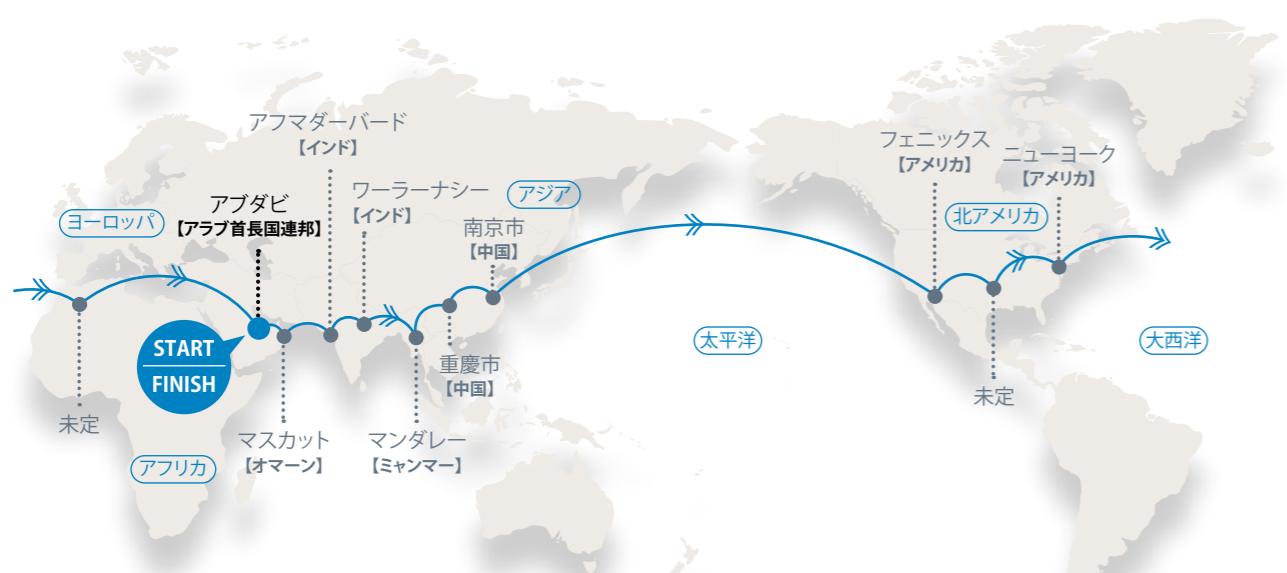 アフマダーバード
【インド】
フェニックス
【アメリカ】
ニューヨーク
【アメリカ】
アブダビ
【アラブ首長国連邦】
ワーラーナシー
【インド】
アジア
ヨーロッパ
南京市
【中国】
北アメリカ
START
FINISH
太平洋
大西洋
重慶市
【中国】
未定
未定
マスカット
【オマーン】
マンダレー
【ミャンマー】
アフリカ